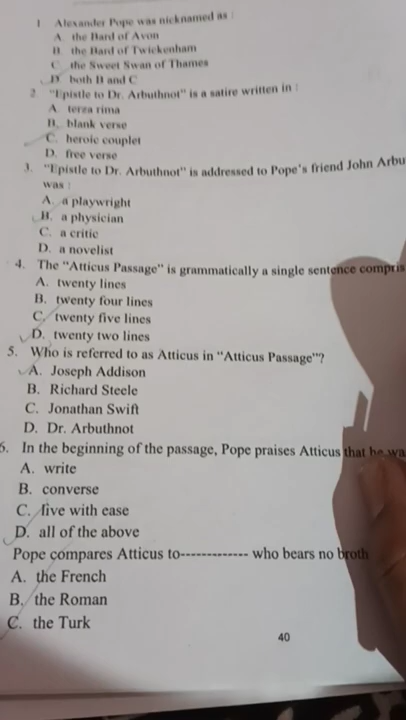 1 Alexander Pope was nicknamed as :
A. the Bard of Avon
B. the Bard of Twickenham
C. the Sweet Swan of Thames
D. both B and C
2 "Epistle to Dr. Arbuthnot" is a satire written in :
A. terza rima
B. blank verse
C. heroic couplet
D. free verse
3. "Epistle to Dr. Arbuthnot" is addressed to Pope's friend John Arbu
was :
A. a playwright
B. a physician
C. a critic
D. a novelist
4. The "Atticus Passage" is grammatically a single sentence compris
A. twenty lines
B. twenty four lines
C. twenty five lines
D. twenty two lines
5. Who is referred to as Atticus in "Atticus Passage"?
A. Joseph Addison
B. Richard Steele
C. Jonathan Swift
D. Dr. Arbuthnot
6. In the beginning of the passage, Pope praises Atticus that he wa
A. write
B. converse
C. live with ease
D. all of the above
Pope compares Atticus to------------- who bears no broth
A. the French
B. the Roman
C. the Turk
40